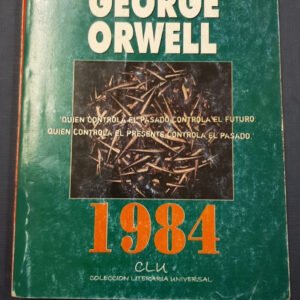 GEORGE
ORWELL
"QUIEN CONTROLA EL PASADO CONTROLA EL FUTURO
QUIEN CONTROLA EL PRESENTE CONTROLA EL PASADO"
1984
CLU
COLECCIÓN LITERARIA UNIVERSAL